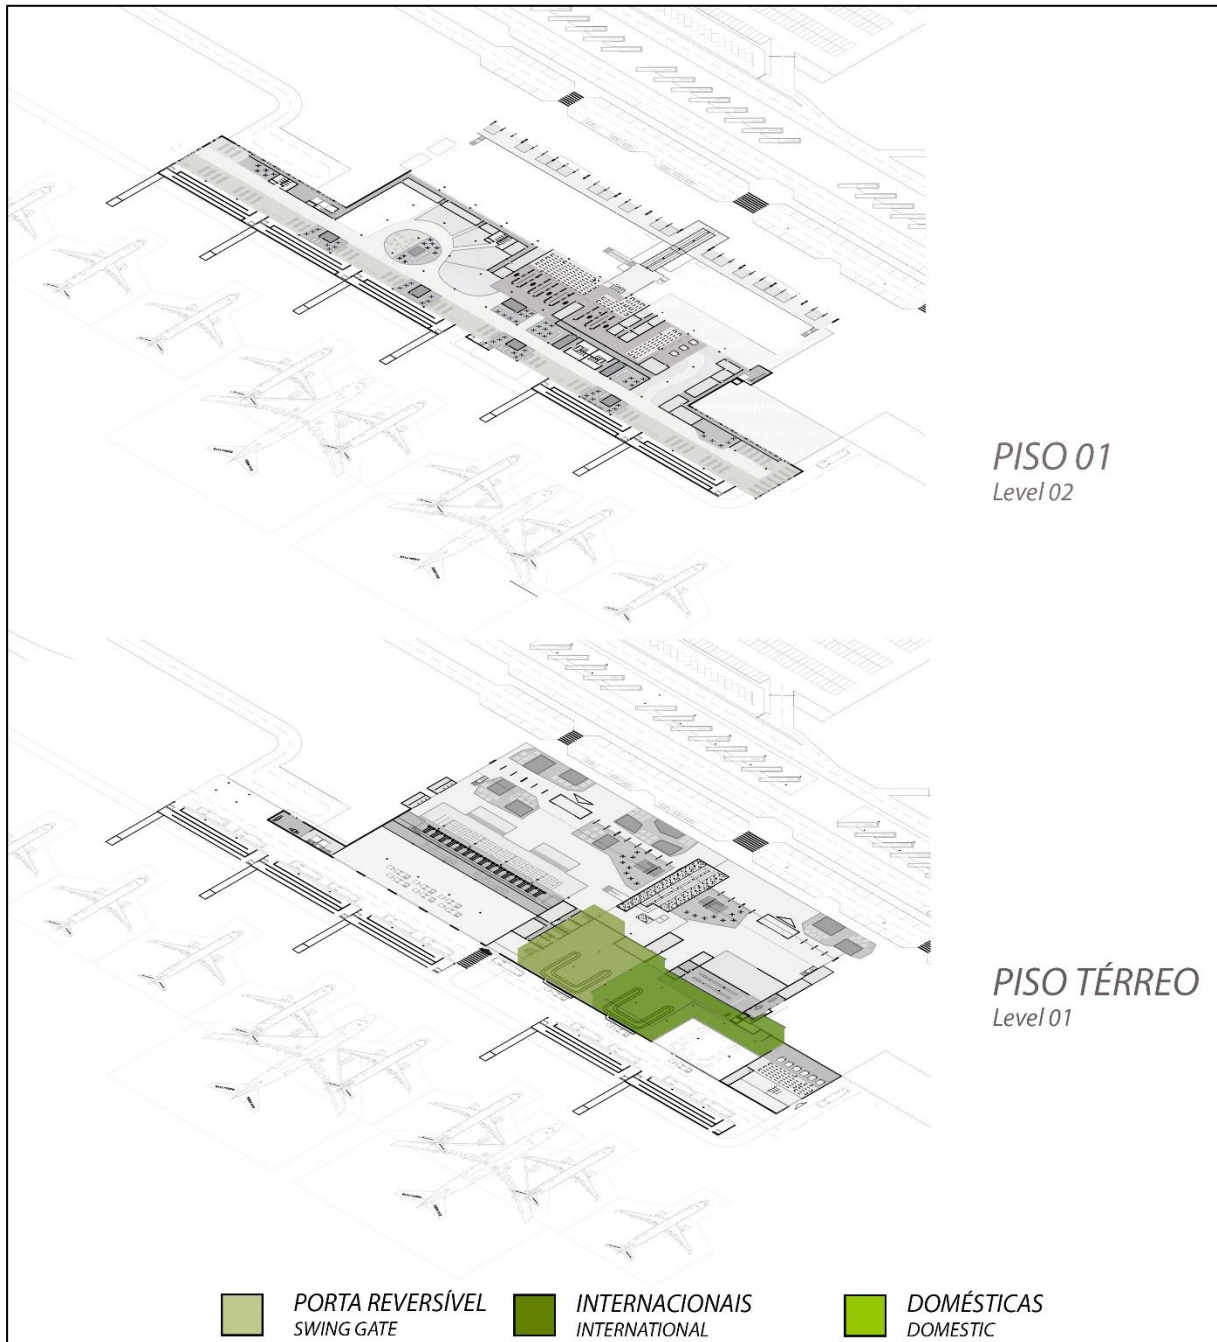 PISO 01
Level 02
PISO TÉRREO
Level 01
PORTA REVERSÍVEL
SWING GATE
INTERNACIONAIS
INTERNATIONAL
DOMÉSTICAS
DOMESTIC